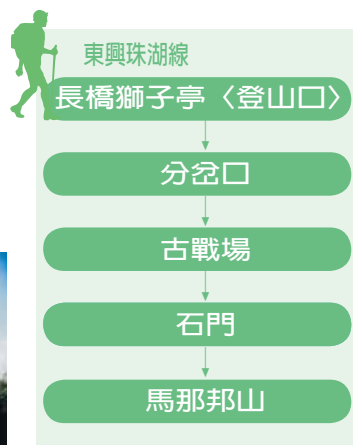 東興珠湖線
長橋獅子亭〈登山口〉
分岔口
古戰場
石門
馬那邦山